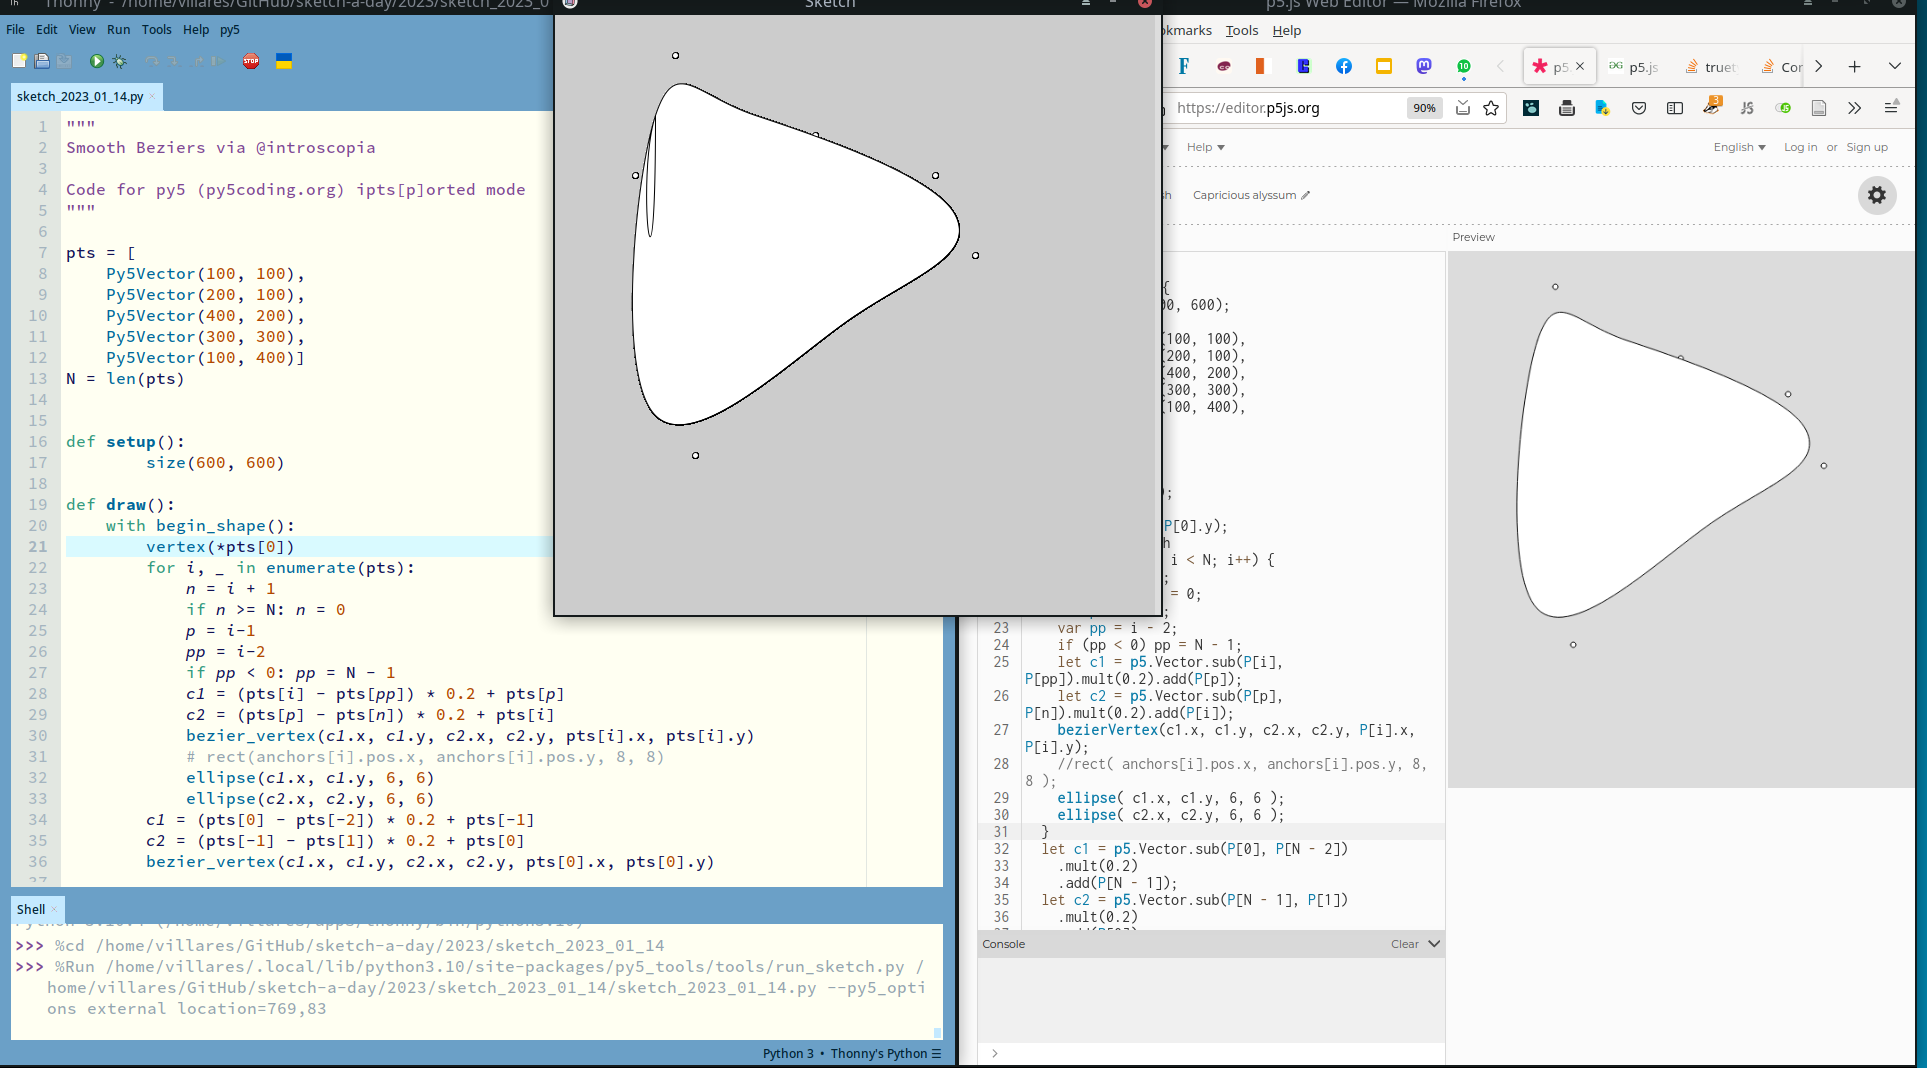 Thonny - /home/villares/GitHub/sketch-a-day/2023/sketch_2023_0
File Edit View Run Tools Help py5
sketch_2023_01_14.py
1 """
2 Smooth Beziers via @introscopia
3
4 Code for py5 (py5coding.org) ipts[p]orted mode
5 """
6
7 pts = [
8 Py5Vector(100, 100),
9 Py5Vector(200, 100),
10 Py5Vector(400, 200),
11 Py5Vector(300, 300),
12 Py5Vector(100, 400)]
13 N = len(pts)
14
15
16 def setup():
17 size(600, 600)
18
19 def draw():
20 with begin_shape():
21 vertex(*pts[0])
22 for i, _ in enumerate(pts):
23 n = i + 1
24 if n >= N: n = 0
25 p = i-1
26 pp = i-2
27 if pp < 0: pp = N - 1
28 c1 = (pts[i] - pts[pp]) * 0.2 + pts[p]
29 c2 = (pts[p] - pts[n]) * 0.2 + pts[i]
30 bezier_vertex(c1.x, c1.y, c2.x, c2.y, pts[i].x, pts[i].y)
31 # rect(anchors[i].pos.x, anchors[i].pos.y, 8, 8)
32 ellipse(c1.x, c1.y, 6, 6)
33 ellipse(c2.x, c2.y, 6, 6)
34 c1 = (pts[0] - pts[-2]) * 0.2 + pts[-1]
35 c2 = (pts[-1] - pts[1]) * 0.2 + pts[0]
36 bezier_vertex(c1.x, c1.y, c2.x, c2.y, pts[0].x, pts[0].y)
37
Shell
>>> %cd /home/villares/GitHub/sketch-a-day/2023/sketch_2023_01_14
>>> %Run /home/villares/.local/lib/python3.10/site-packages/py5_tools/tools/run_sketch.py /
home/villares/GitHub/sketch-a-day/2023/sketch_2023_01_14/sketch_2023_01_14.py --py5_opti
ons external location=769,83
Python 3 • Thonny's Python ☰
Sketch
p5.js Web Editor — Mozilla Firefox
okmarks Tools Help
p5. p5.js truet Cor
https://editor.p5js.org 90%
Help English Log in or Sign up
sh Capricious alyssum
Preview
{
00, 600);
(100, 100),
(200, 100),
(400, 200),
(300, 300),
(100, 400),
);
P[0].y);
h
i < N; i++) {
;
= 0;
;
23 var pp = i - 2;
24 if (pp < 0) pp = N - 1;
25 let c1 = p5.Vector.sub(P[i],
P[pp]).mult(0.2).add(P[p]);
26 let c2 = p5.Vector.sub(P[p],
P[n]).mult(0.2).add(P[i]);
27 bezierVertex(c1.x, c1.y, c2.x, c2.y, P[i].x,
P[i].y);
28 //rect( anchors[i].pos.x, anchors[i].pos.y, 8,
8 );
29 ellipse( c1.x, c1.y, 6, 6 );
30 ellipse( c2.x, c2.y, 6, 6 );
31 }
32 let c1 = p5.Vector.sub(P[0], P[N - 2])
33 .mult(0.2)
34 .add(P[N - 1]);
35 let c2 = p5.Vector.sub(P[N - 1], P[1])
36 .mult(0.2)
Console Clear
>